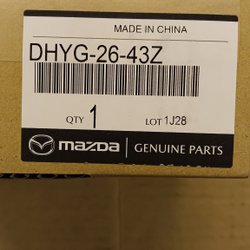 MADE IN CHINA
DHYG-26-43Z
QTY 1 LOT 1J28
mazda GENUINE PARTS